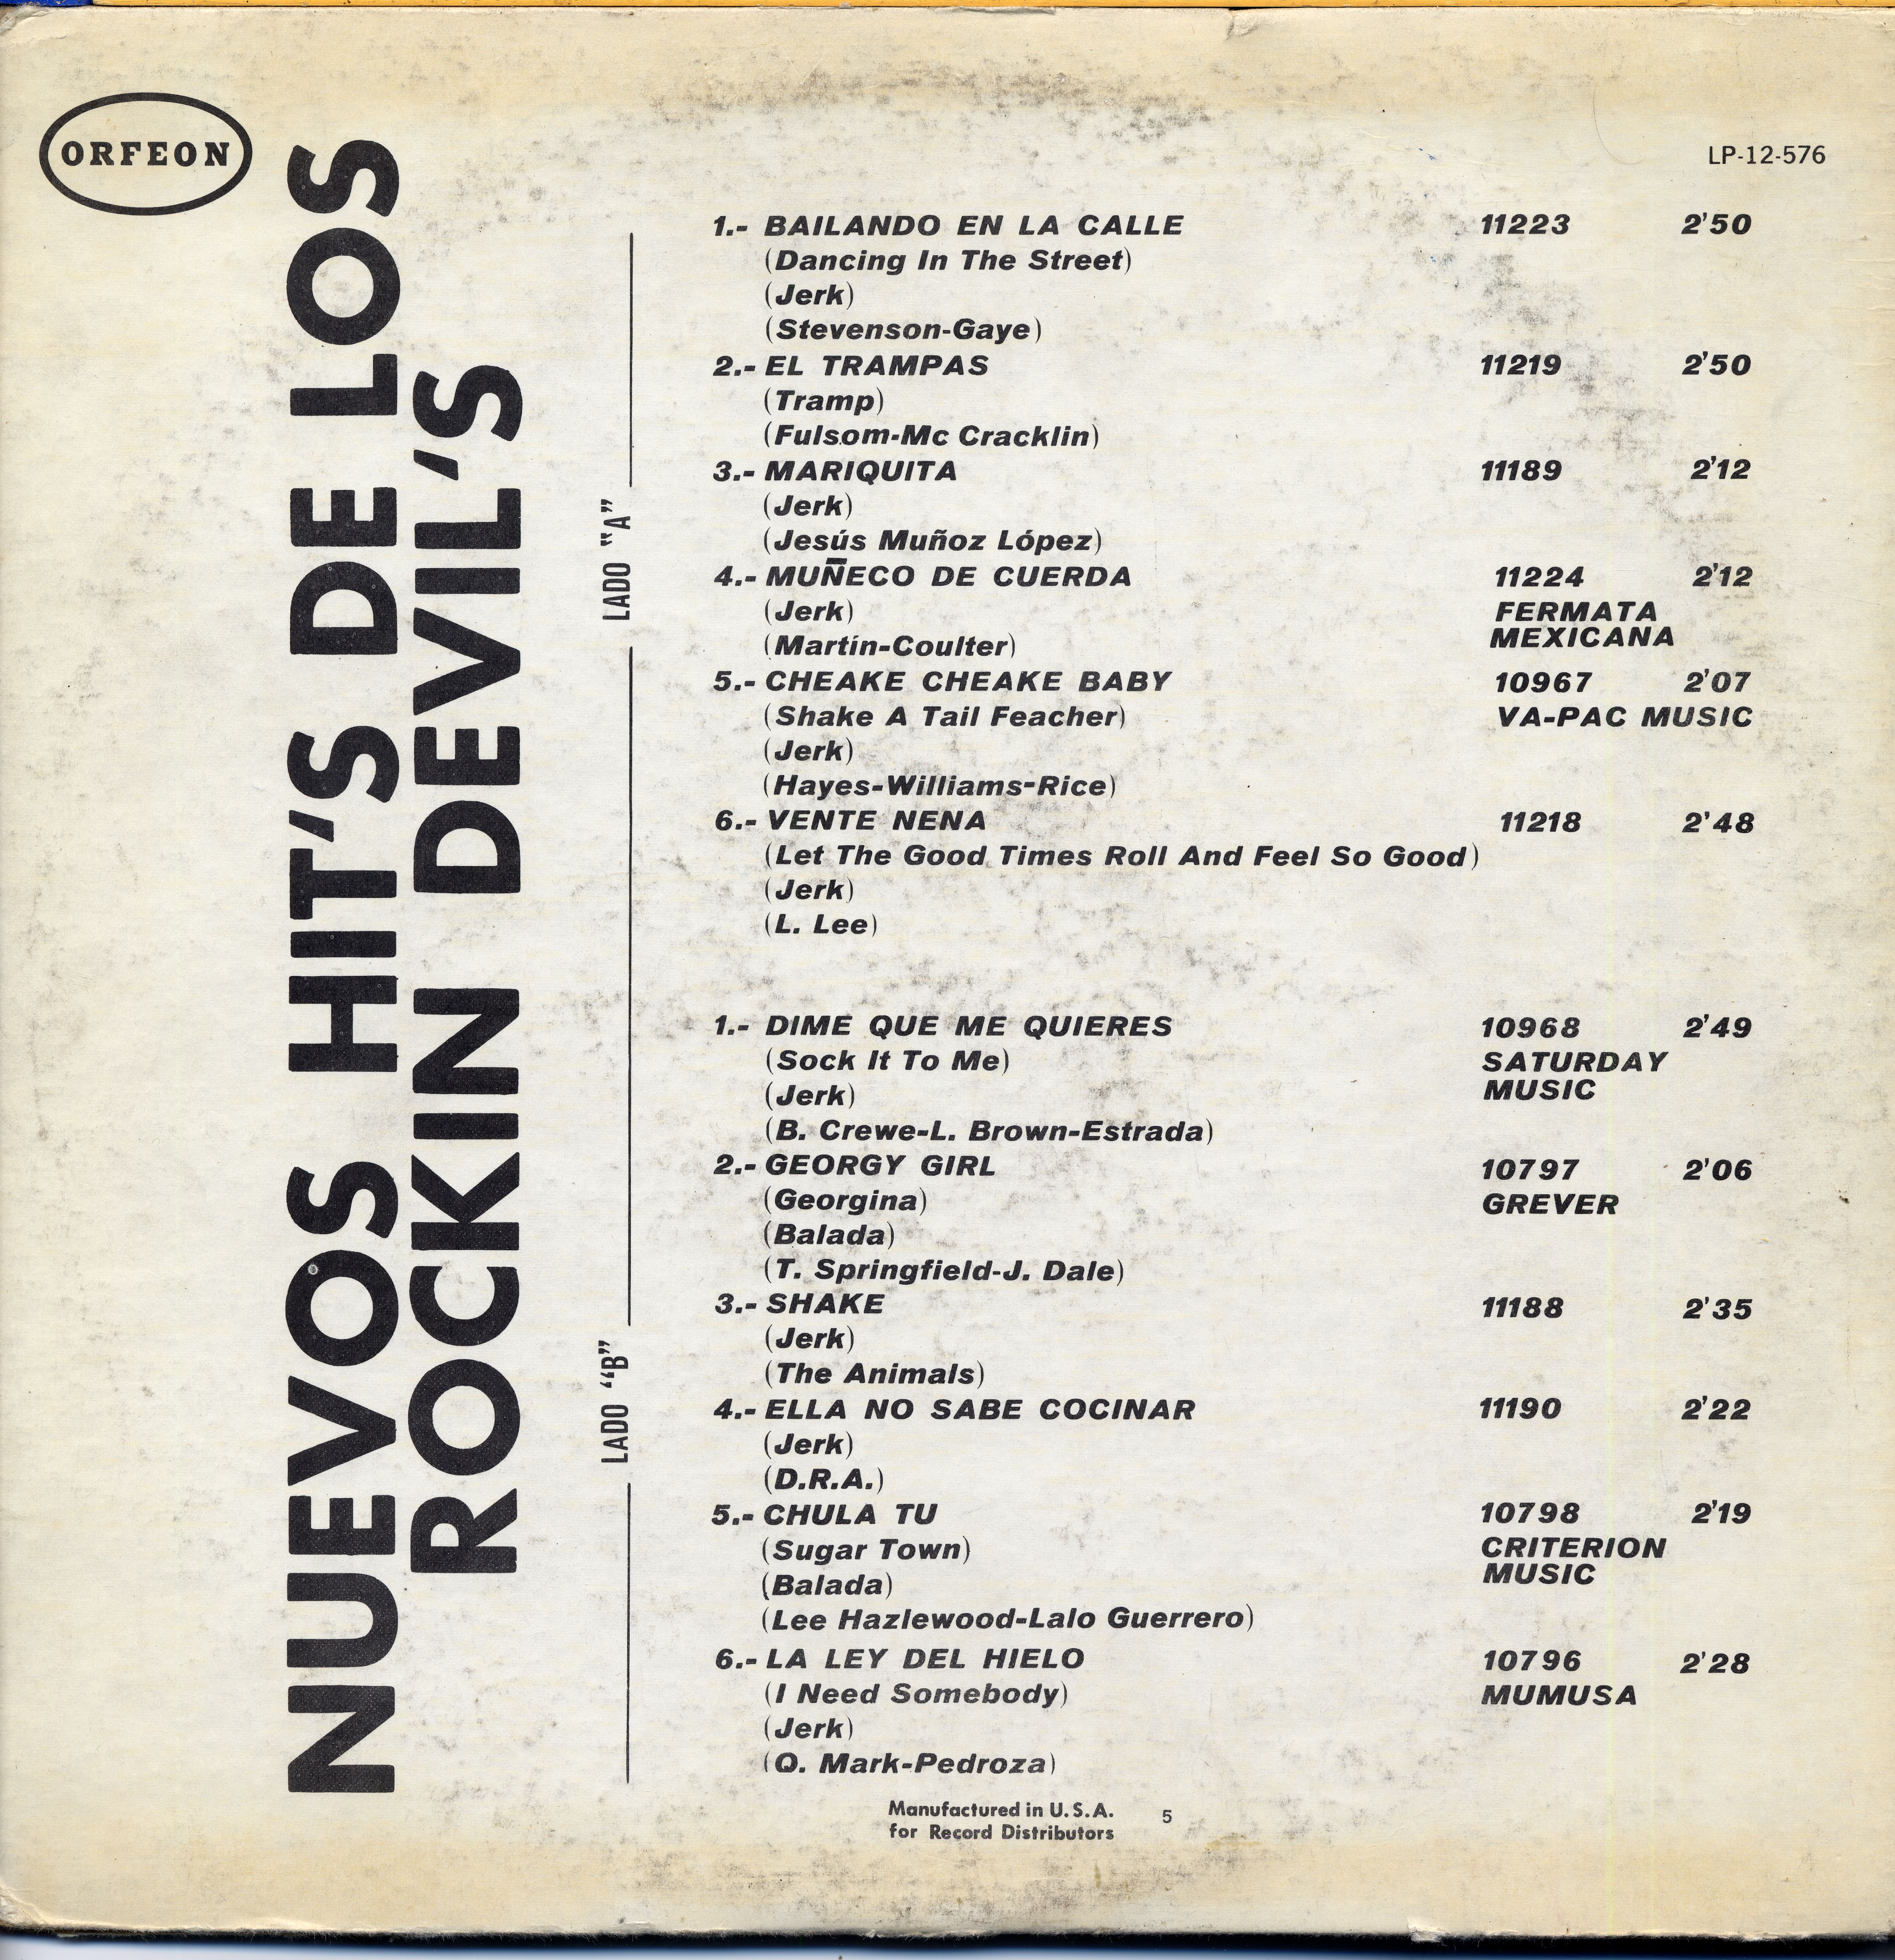 ORFEON
LP-12-576
NUEVOS HIT'S DE LOS
ROCKIN DEVIL'S
LADO "A"
1.- BAILANDO EN LA CALLE 11223 2'50
(Dancing In The Street)
(Jerk)
(Stevenson-Gaye)
2.- EL TRAMPAS 11219 2'50
(Tramp)
(Fulsom-Mc Cracklin)
3.- MARIQUITA 11189 2'12
(Jerk)
(Jesús Muñoz López)
4.- MUÑECO DE CUERDA 11224 2'12
(Jerk) FERMATA
(Martin-Coulter) MEXICANA
5.- CHEAKE CHEAKE BABY 10967 2'07
(Shake A Tail Feacher) VA-PAC MUSIC
(Jerk)
(Hayes-Williams-Rice)
6.- VENTE NENA 11218 2'48
(Let The Good Times Roll And Feel So Good)
(Jerk)
(L. Lee)
LADO "B"
1.- DIME QUE ME QUIERES 10968 2'49
(Sock It To Me) SATURDAY
(Jerk) MUSIC
(B. Crewe-L. Brown-Estrada)
2.- GEORGY GIRL 10797 2'06
(Georgina) GREVER
(Balada)
(T. Springfield-J. Dale)
3.- SHAKE 11188 2'35
(Jerk)
(The Animals)
4.- ELLA NO SABE COCINAR 11190 2'22
(Jerk)
(D.R.A.)
5.- CHULA TU 10798 2'19
(Sugar Town) CRITERION
(Balada) MUSIC
(Lee Hazlewood-Lalo Guerrero)
6.- LA LEY DEL HIELO 10796 2'28
(I Need Somebody) MUMUSA
(Jerk)
(Q. Mark-Pedroza)
Manufactured in U.S.A. 5
for Record Distributors